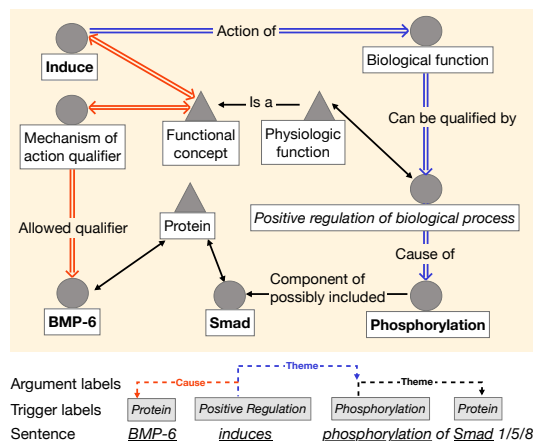 Action of
Induce
Biological function
Is a
Mechanism of
action qualifier
Functional
concept
Physiologic
function
Can be qualified by
Allowed qualifier
Protein
Positive regulation of biological process
Cause of
Component of
possibly included
BMP-6
Smad
Phosphorylation
Argument labels
Cause
Theme
Theme
Trigger labels
Protein
Positive Regulation
Phosphorylation
Protein
Sentence
BMP-6
induces
phosphorylation of Smad 1/5/8